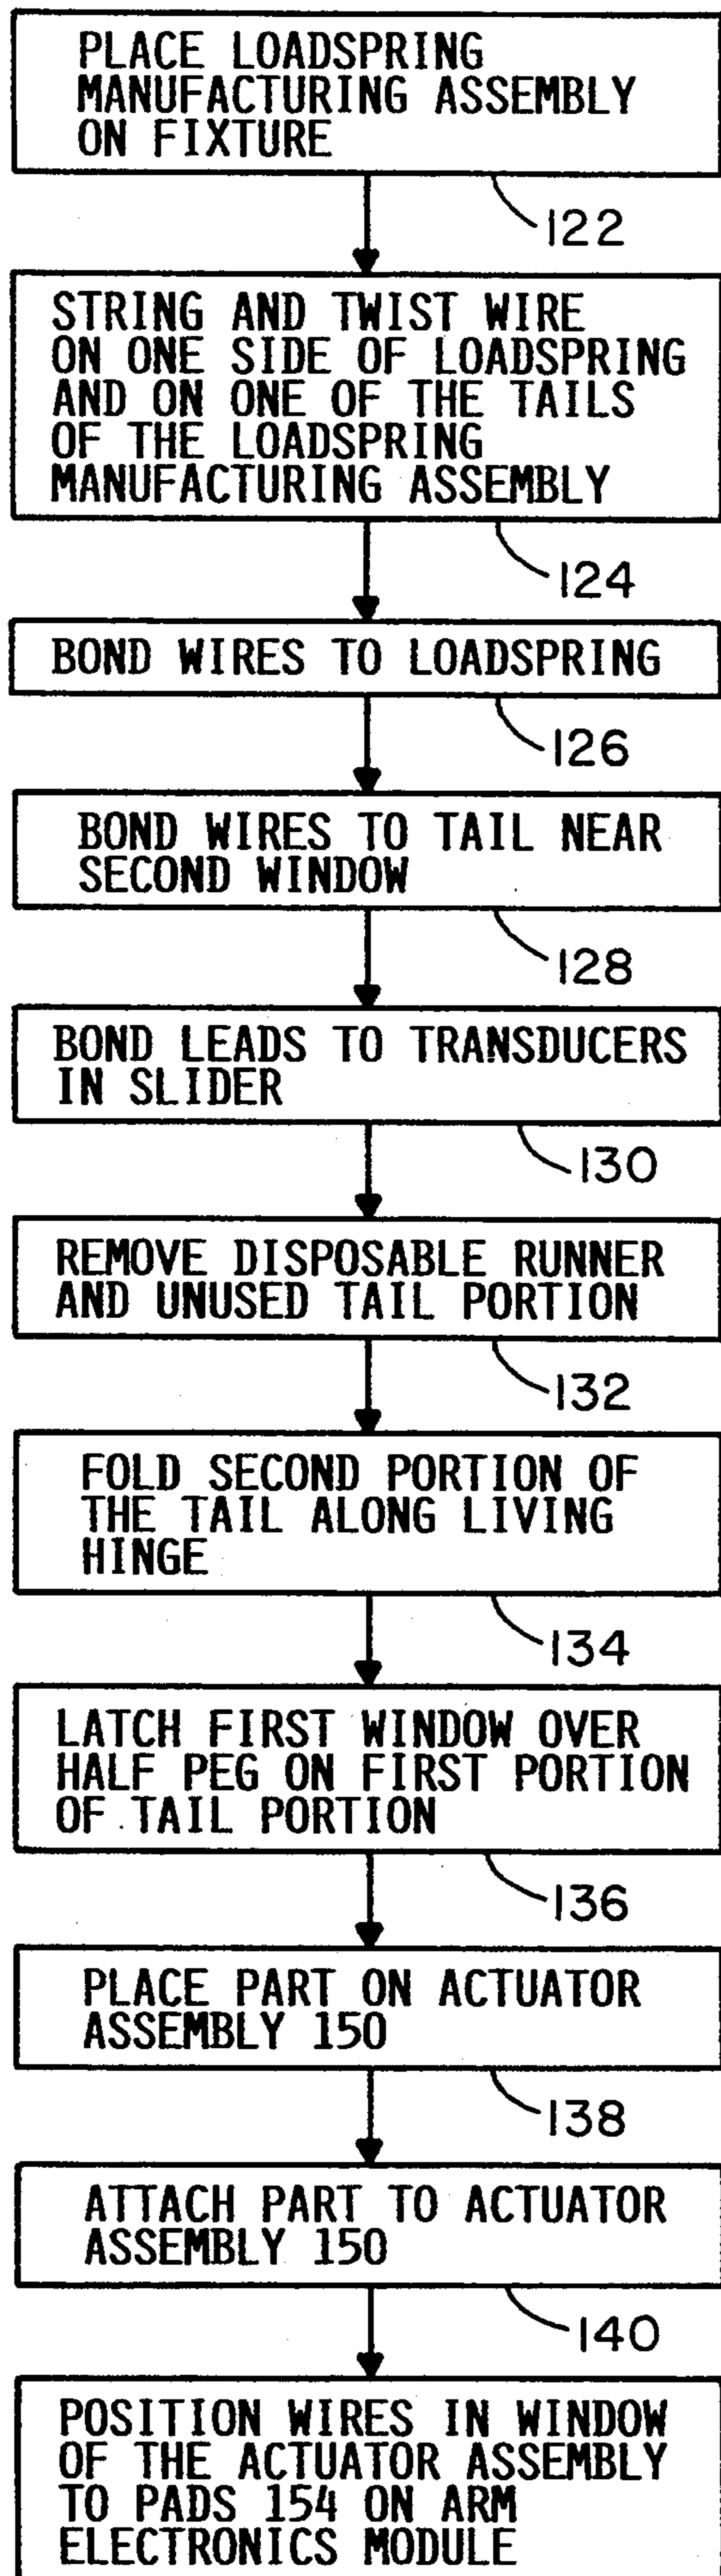 PLACE LOADSPRING
MANUFACTURING ASSEMBLY
ON FIXTURE
122
STRING AND TWIST WIRE
ON ONE SIDE OF LOADSPRING
AND ON ONE OF THE TAILS
OF THE LOADSPRING
MANUFACTURING ASSEMBLY
124
BOND WIRES TO LOADSPRING
126
BOND WIRES TO TAIL NEAR
SECOND WINDOW
128
BOND LEADS TO TRANSDUCERS
IN SLIDER
130
REMOVE DISPOSABLE RUNNER
AND UNUSED TAIL PORTION
132
FOLD SECOND PORTION OF
THE TAIL ALONG LIVING
HINGE
134
LATCH FIRST WINDOW OVER
HALF PEG ON FIRST PORTION
OF TAIL PORTION
136
PLACE PART ON ACTUATOR
ASSEMBLY 150
138
ATTACH PART TO ACTUATOR
ASSEMBLY 150
140
POSITION WIRES IN WINDOW
OF THE ACTUATOR ASSEMBLY
TO PADS 154 ON ARM
ELECTRONICS MODULE